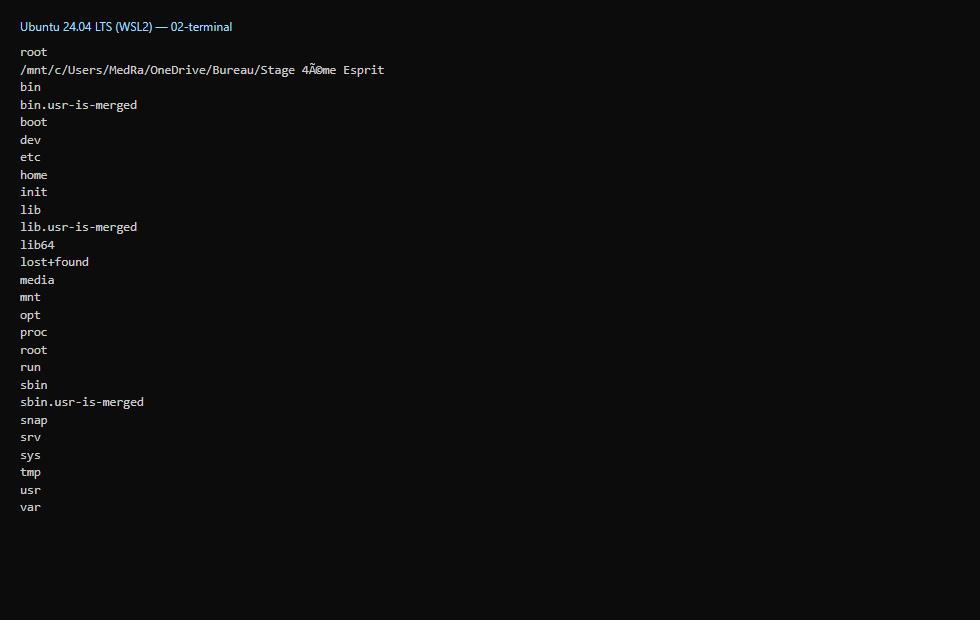 Ubuntu 24.04 LTS (WSL2) — 02-terminal
root
/mnt/c/Users/MedRa/OneDrive/Bureau/Stage 4Ã©me Esprit
bin
bin.usr-is-merged
boot
dev
etc
home
init
lib
lib.usr-is-merged
lib64
lost+found
media
mnt
opt
proc
root
run
sbin
sbin.usr-is-merged
snap
srv
sys
tmp
usr
var